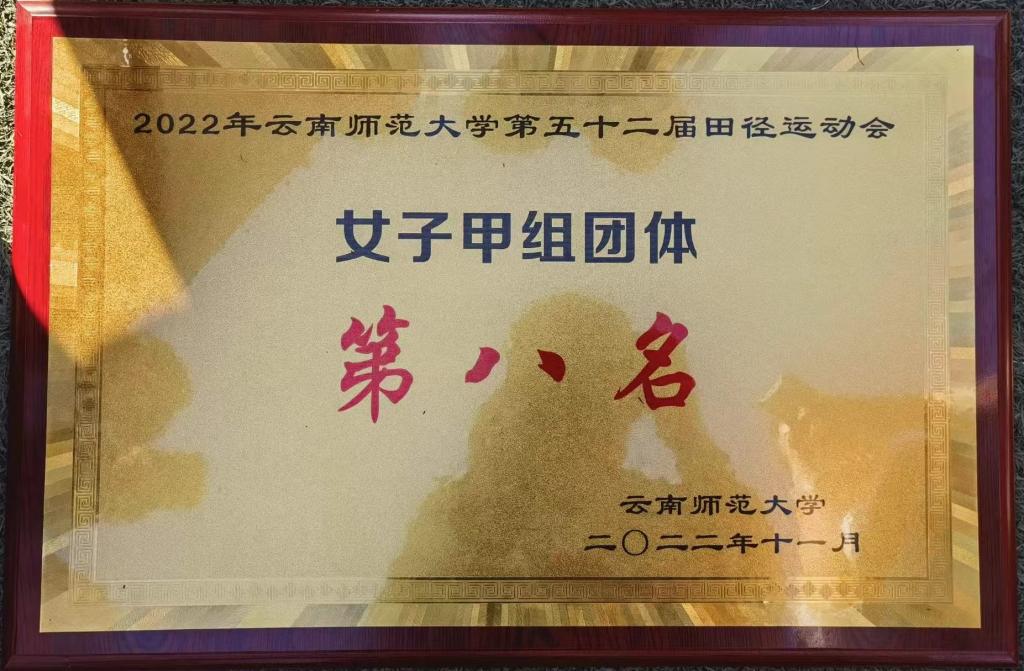 2022年云南师范大学第五十二届田径运动会
女子甲组团体
第八名
云南师范大学
二〇二二年十一月